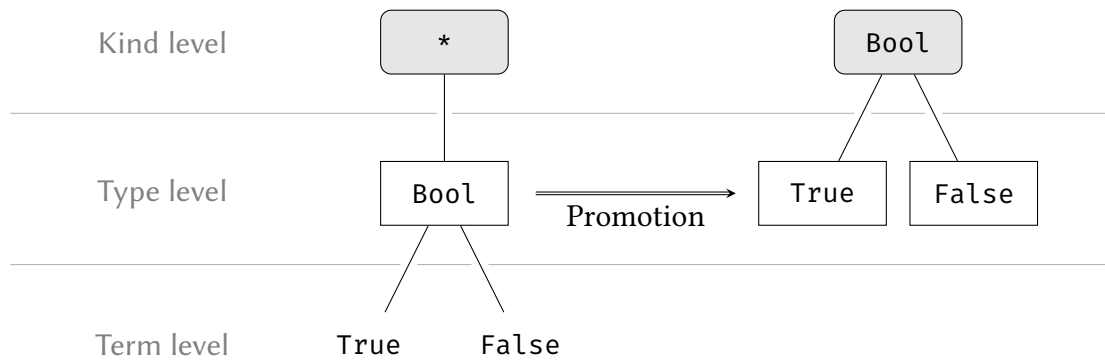 Kind level * Bool
Type level Bool Promotion True False
Term level True False